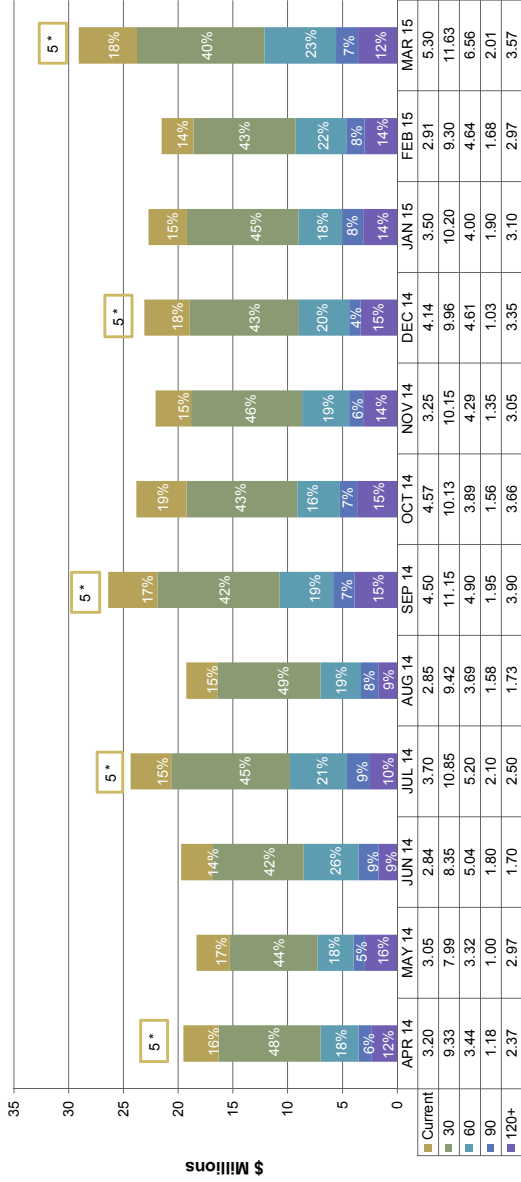 $ Millions
35
30
25
20
15
10
5
0
5 *
5 *
5 *
5 *
5 *
16% 17% 14% 15% 15% 17% 19% 15% 18% 15% 14% 18%
48% 44% 42% 45% 49% 42% 43% 46% 43% 45% 43% 40%
18% 18% 26% 21% 19% 19% 16% 19% 20% 18% 22% 23%
6% 5% 9% 9% 8% 7% 7% 6% 4% 8% 8% 7%
12% 16% 9% 10% 9% 15% 15% 14% 15% 14% 14% 12%
APR 14 MAY 14 JUN 14 JUL 14 AUG 14 SEP 14 OCT 14 NOV 14 DEC 14 JAN 15 FEB 15 MAR 15
Current 3.20 3.05 2.84 3.70 2.85 4.50 4.57 3.25 4.14 3.50 2.91 5.30
30 9.33 7.99 8.35 10.85 9.42 11.15 10.13 10.15 9.96 10.20 9.30 11.63
60 3.44 3.32 5.04 5.20 3.69 4.90 3.89 4.29 4.61 4.00 4.64 6.56
90 1.18 1.00 1.80 2.10 1.58 1.95 1.56 1.35 1.03 1.90 1.68 2.01
120+ 2.37 2.97 1.70 2.50 1.73 3.90 3.66 3.05 3.35 3.10 2.97 3.57